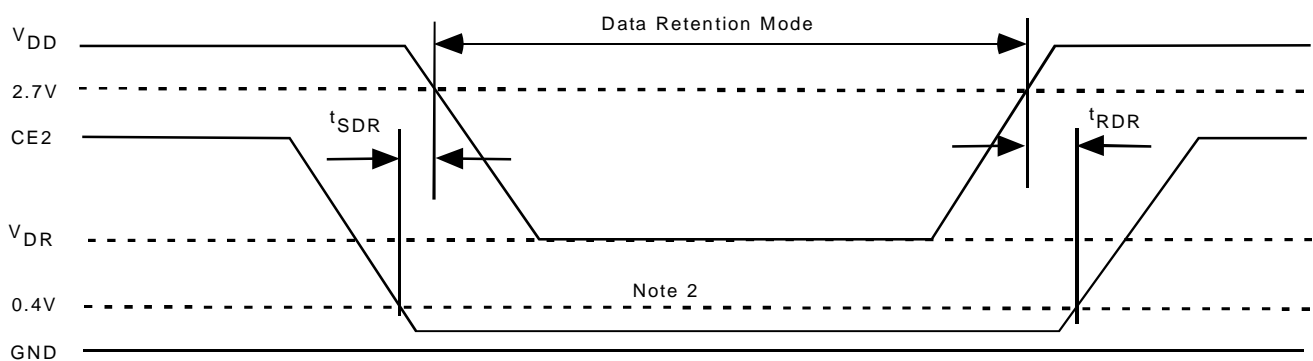 Data Retention Mode
VDD
2.7V
tSDR
tRDR
CE2
VDR
Note 2
0.4V
GND